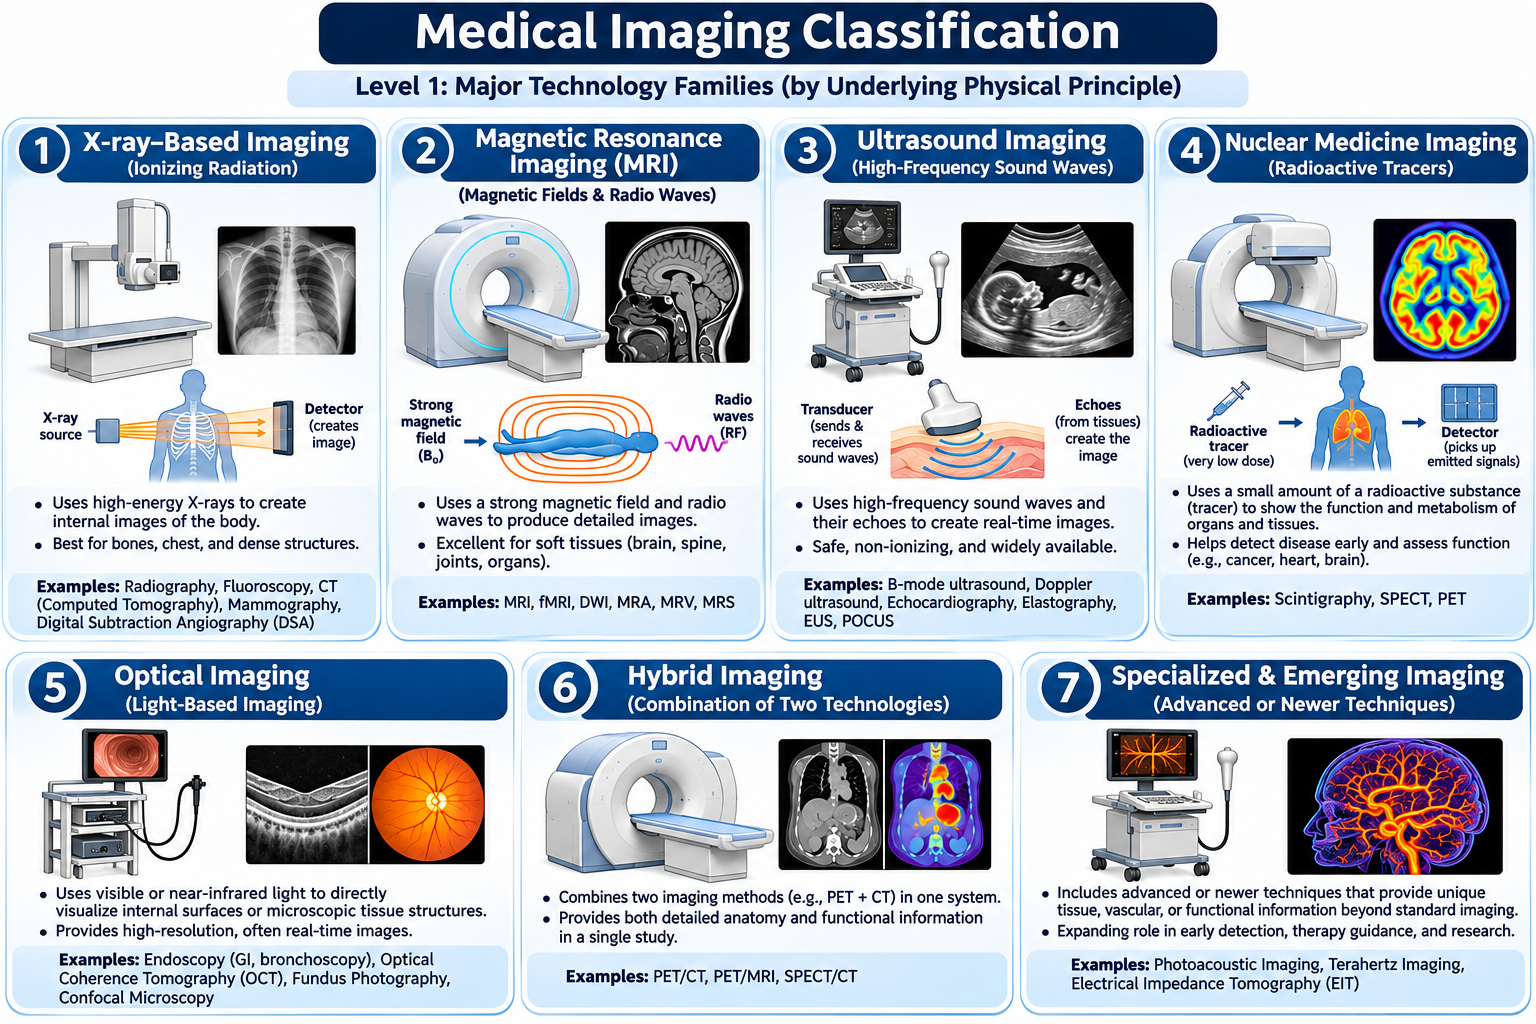 Medical Imaging Classification
Level 1: Major Technology Families (by Underlying Physical Principle)
1
X-ray–Based Imaging
(Ionizing Radiation)
X-ray
source
Detector
(creates
image)
• Uses high-energy X-rays to create
internal images of the body.
• Best for bones, chest, and dense structures.
Examples: Radiography, Fluoroscopy, CT
(Computed Tomography), Mammography,
Digital Subtraction Angiography (DSA)
2
Magnetic Resonance
Imaging (MRI)
(Magnetic Fields & Radio Waves)
Strong
magnetic
field
(B₀)
Radio
waves
(RF)
• Uses a strong magnetic field and radio
waves to produce detailed images.
• Excellent for soft tissues (brain, spine,
joints, organs).
Examples: MRI, fMRI, DWI, MRA, MRV, MRS
3
Ultrasound Imaging
(High-Frequency Sound Waves)
Transducer
(sends &
receives
sound waves)
Echoes
(from tissues)
create the
image
• Uses high-frequency sound waves and
their echoes to create real-time images.
• Safe, non-ionizing, and widely available.
Examples: B-mode ultrasound, Doppler
ultrasound, Echocardiography, Elastography,
EUS, POCUS
4
Nuclear Medicine Imaging
(Radioactive Tracers)
Radioactive
tracer
(very low dose)
Detector
(picks up
emitted signals)
• Uses a small amount of a radioactive substance
(tracer) to show the function and metabolism of
organs and tissues.
• Helps detect disease early and assess function
(e.g., cancer, heart, brain).
Examples: Scintigraphy, SPECT, PET
5
Optical Imaging
(Light-Based Imaging)
• Uses visible or near-infrared light to directly
visualize internal surfaces or microscopic tissue structures.
• Provides high-resolution, often real-time images.
Examples: Endoscopy (GI, bronchoscopy), Optical
Coherence Tomography (OCT), Fundus Photography,
Confocal Microscopy
6
Hybrid Imaging
(Combination of Two Technologies)
• Combines two imaging methods (e.g., PET + CT) in one system.
• Provides both detailed anatomy and functional information
in a single study.
Examples: PET/CT, PET/MRI, SPECT/CT
7
Specialized & Emerging Imaging
(Advanced or Newer Techniques)
• Includes advanced or newer techniques that provide unique
tissue, vascular, or functional information beyond standard imaging.
• Expanding role in early detection, therapy guidance, and research.
Examples: Photoacoustic Imaging, Terahertz Imaging,
Electrical Impedance Tomography (EIT)